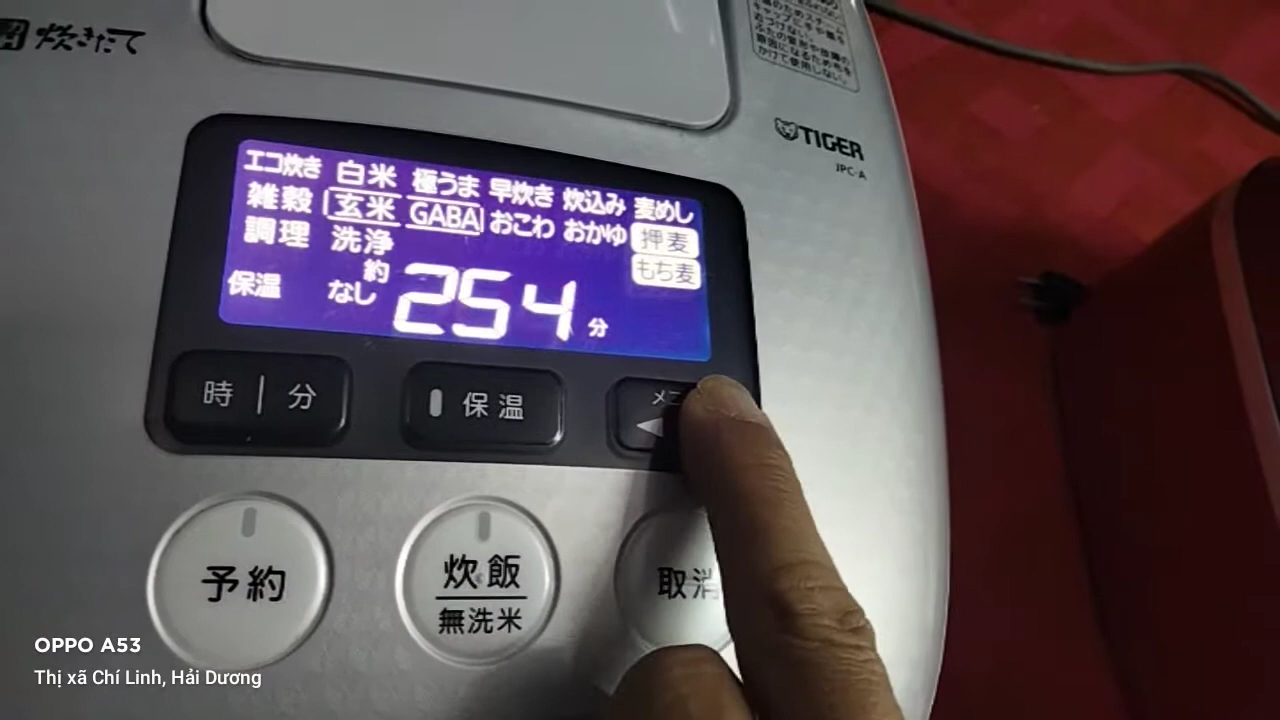 炊きたて
TIGER
JPC-A
エコ炊き 白米 極うま 早炊き 炊込み 麦めし
雑穀 玄米 GABA おこわ おかゆ 押麦
調理 洗浄 もち麦
約
保温 なし 254 分
時 分
保温
予約
炊飯
無洗米
取消
OPPO A53
Thị xã Chí Linh, Hải Dương